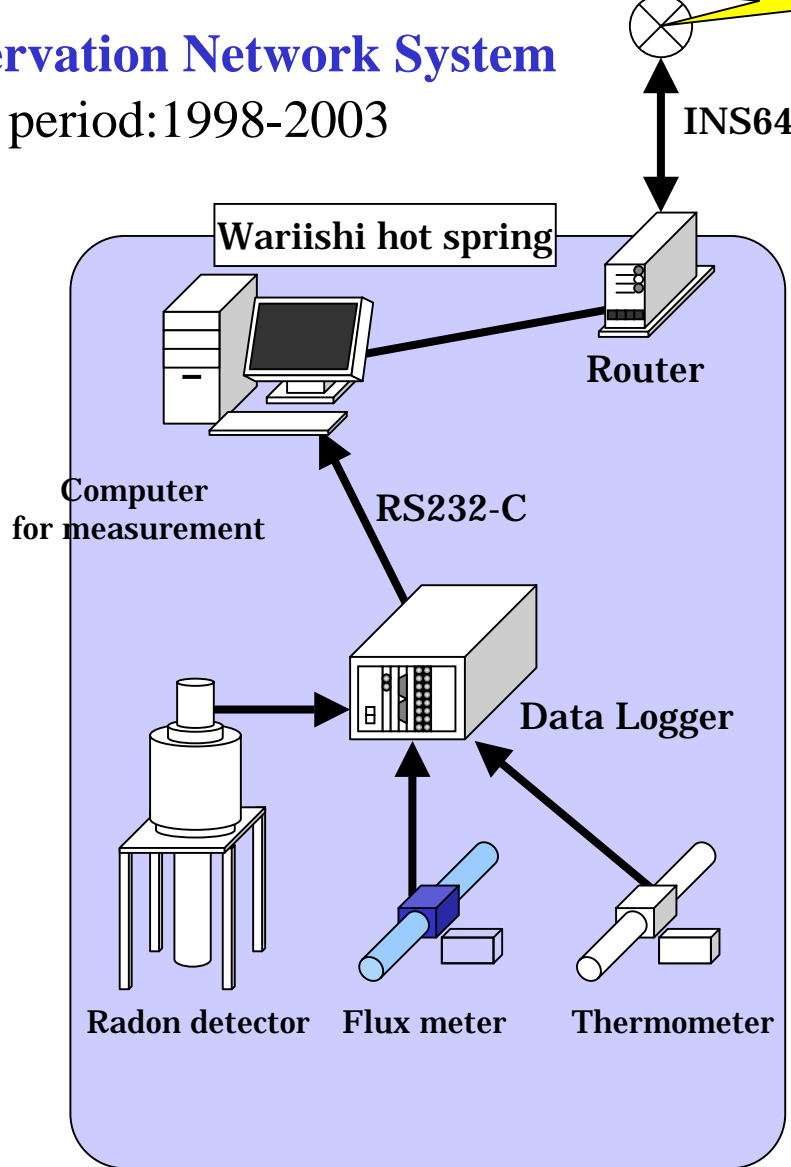 ervation Network System
period:1998-2003
INS64
Wariishi hot spring
Router
Computer
for measurement
RS232-C
Data Logger
Radon detector
Flux meter
Thermometer